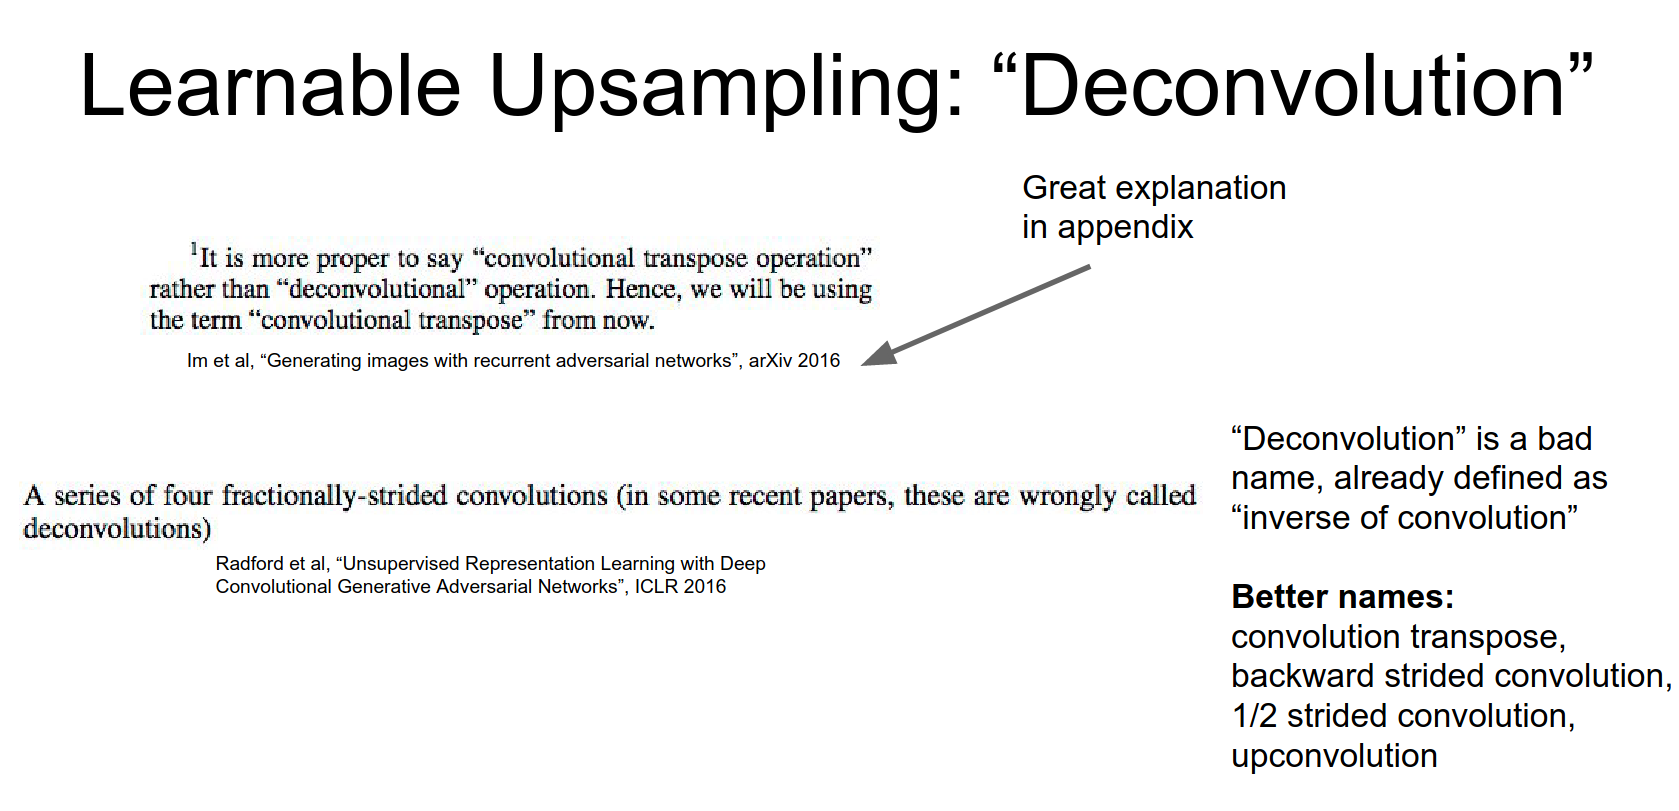 Learnable Upsampling: “Deconvolution”
Great explanation
in appendix
¹It is more proper to say “convolutional transpose operation”
rather than “deconvolutional” operation. Hence, we will be using
the term “convolutional transpose” from now.
Im et al, “Generating images with recurrent adversarial networks”, arXiv 2016
A series of four fractionally-strided convolutions (in some recent papers, these are wrongly called
deconvolutions)
Radford et al, “Unsupervised Representation Learning with Deep
Convolutional Generative Adversarial Networks”, ICLR 2016
“Deconvolution” is a bad
name, already defined as
“inverse of convolution”
Better names:
convolution transpose,
backward strided convolution,
1/2 strided convolution,
upconvolution